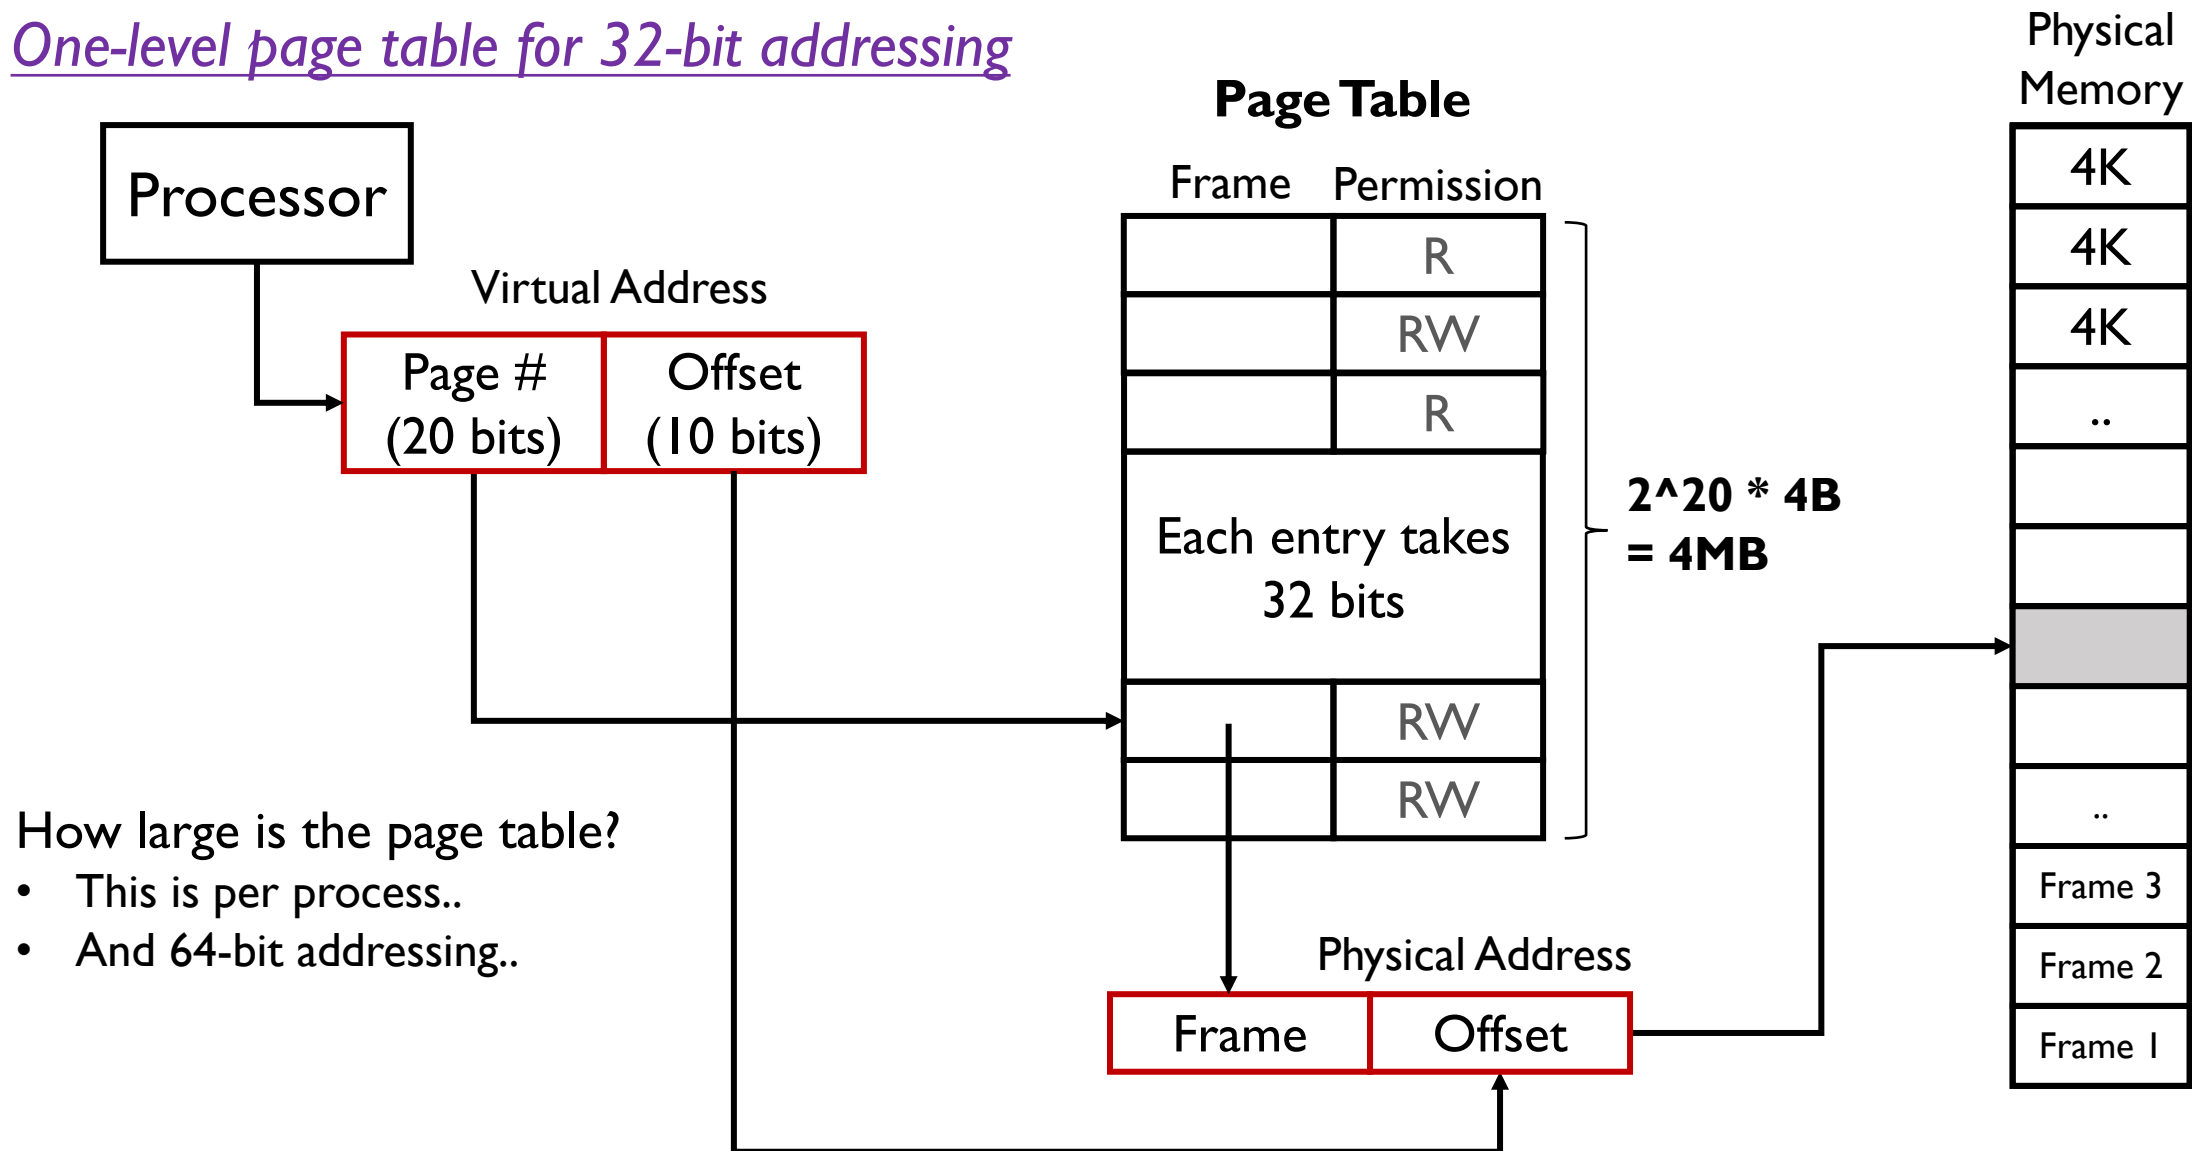 One-level page table for 32-bit addressing
Physical
Memory
Page Table
Processor
Frame
Permission
4K
4K
4K
..
R
RW
R
Virtual Address
Page #
(20 bits)
Offset
(10 bits)
Each entry takes
32 bits
2^20 * 4B
= 4MB
RW
RW
How large is the page table?
• This is per process..
• And 64-bit addressing..
..
Frame 3
Frame 2
Frame 1
Physical Address
Frame
Offset